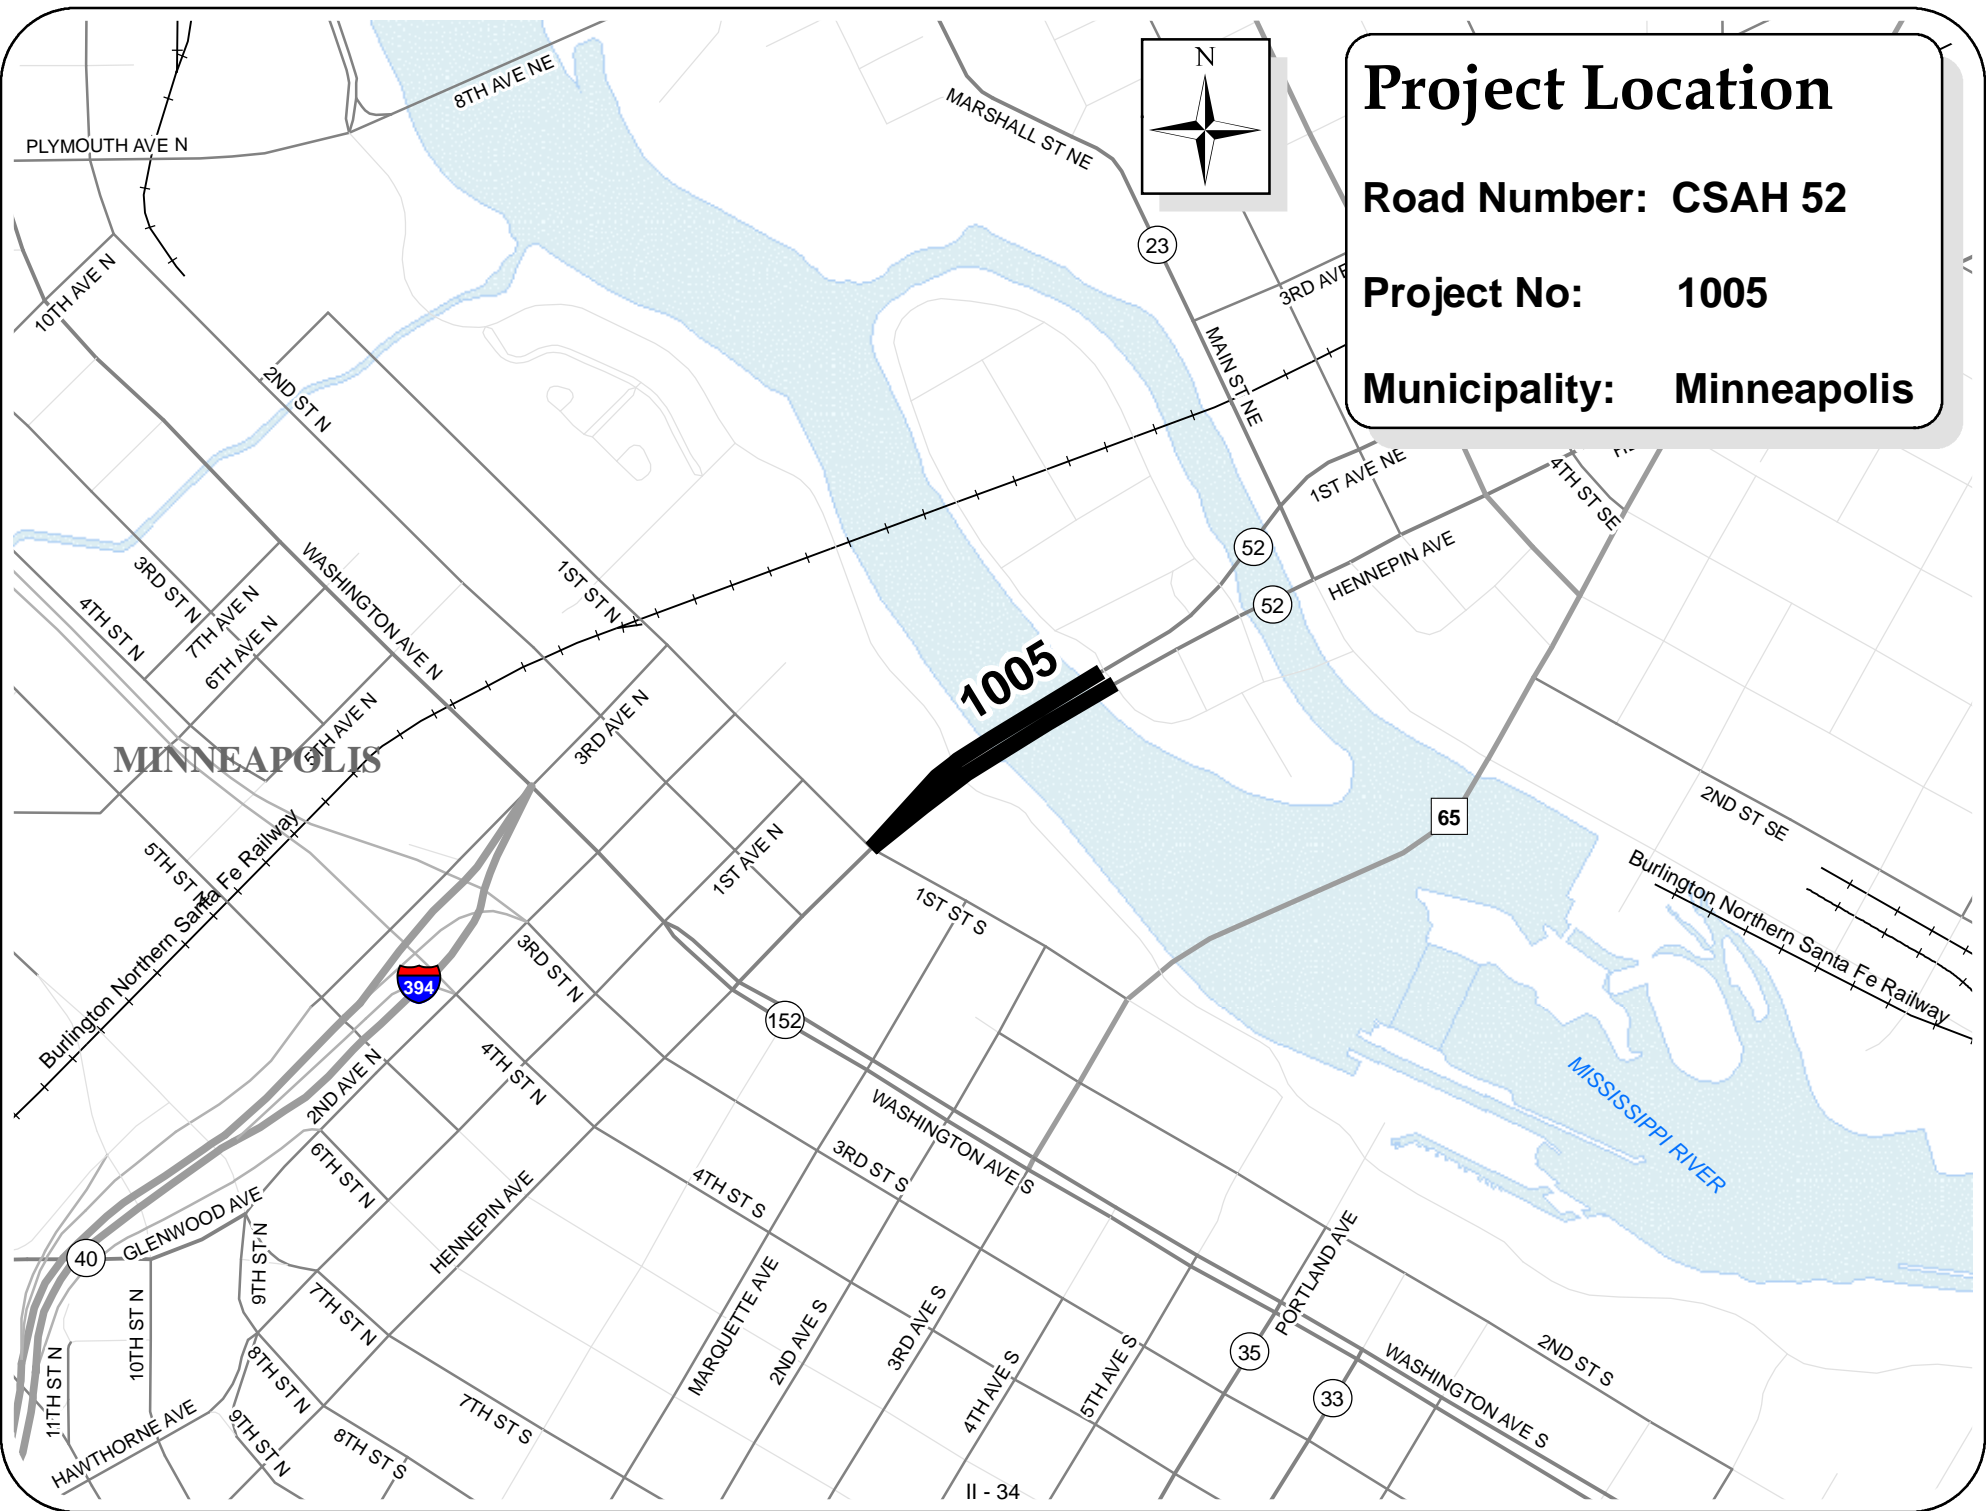 Project Location
Road Number: CSAH 52
Project No: 1005
Municipality: Minneapolis
N
8TH AVE NE
PLYMOUTH AVE N
MARSHALL ST NE
23
10TH AVE N
3RD AVE
MAIN ST NE
2ND ST N
1ST AVE NE
4TH ST SE
52
HENNEPIN AVE
52
WASHINGTON AVE N
1ST ST N
3RD ST N
7TH AVE N
4TH ST N
6TH AVE N
1005
5TH AVE N
3RD AVE N
MINNEAPOLIS
65
2ND ST SE
Burlington Northern Santa Fe Railway
5TH ST N
1ST AVE N
1ST ST S
Burlington Northern Santa Fe Railway
3RD ST N
394
152
4TH ST N
2ND AVE N
WASHINGTON AVE S
MISSISSIPPI RIVER
6TH ST N
3RD ST S
4TH ST S
HENNEPIN AVE
GLENWOOD AVE
40
9TH ST N
PORTLAND AVE
7TH ST N
MARQUETTE AVE
2ND AVE S
3RD AVE S
10TH ST N
35
2ND ST S
WASHINGTON AVE S
33
8TH ST N
11TH ST N
4TH AVE S
5TH AVE S
7TH ST S
HAWTHORNE AVE
9TH ST N
8TH ST S
II - 34